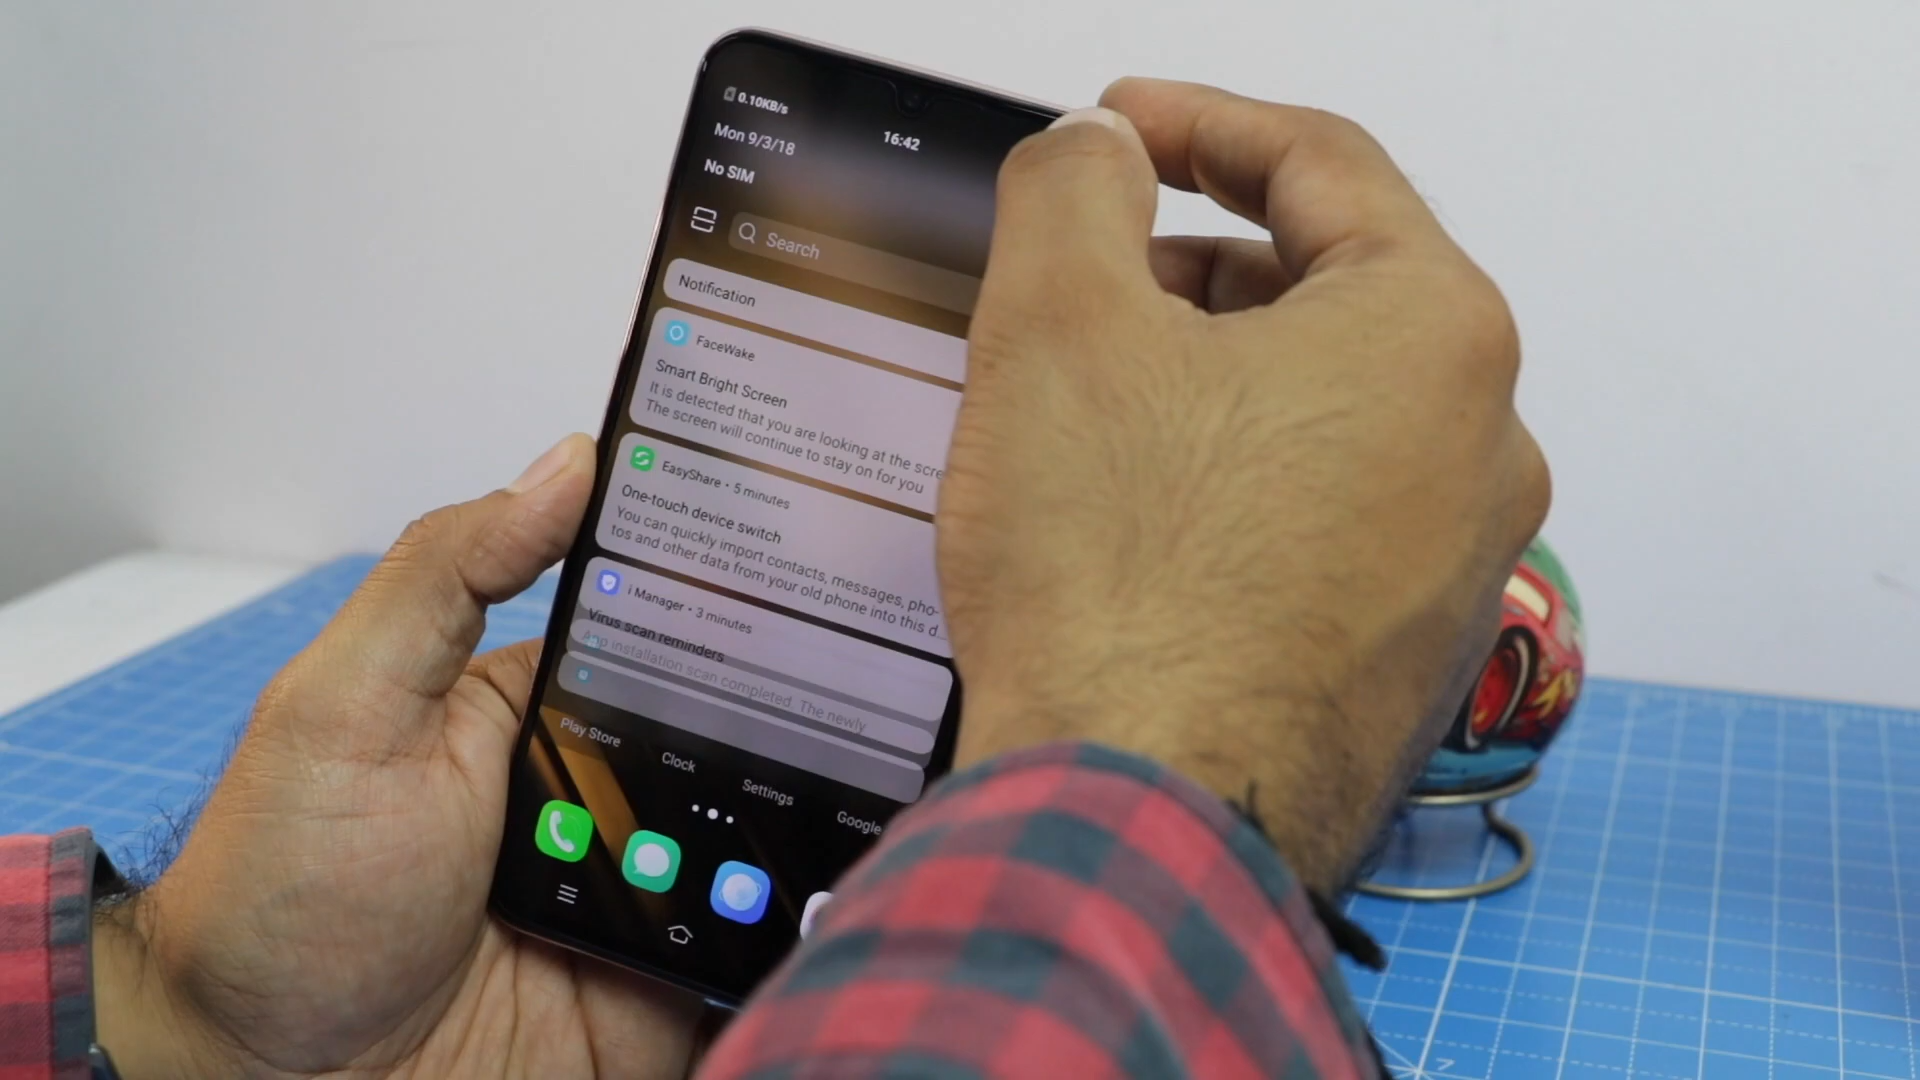 0.10KB/s
16:42
Mon 9/3/18
No SIM
Search
Notification
FaceWake
Smart Bright Screen
It is detected that you are looking at the scre
The screen will continue to stay on for you
EasyShare • 5 minutes
One-touch device switch
You can quickly import contacts, messages, pho-
tos and other data from your old phone into this d...
i Manager • 3 minutes
Virus scan reminders
App installation scan completed. The newly
Play Store
Clock
Settings
Google